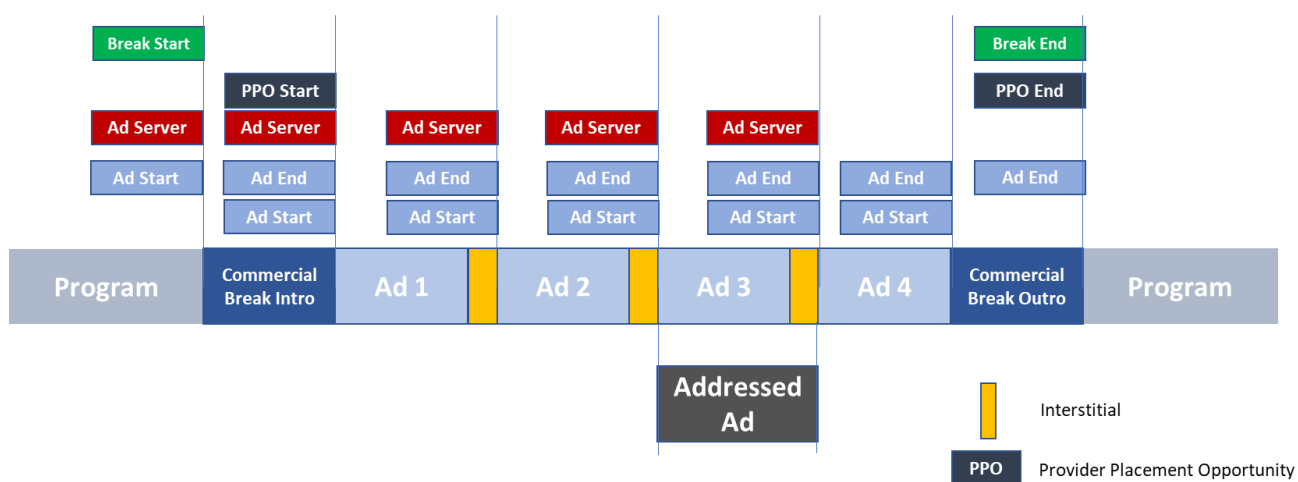 Break Start
Break End
PPO Start
PPO End
Ad Server
Ad Server
Ad Server
Ad Server
Ad Server
Ad Start
Ad End
Ad End
Ad End
Ad End
Ad End
Ad End
Ad Start
Ad Start
Ad Start
Ad Start
Ad Start
Program
Commercial
Break Intro
Ad 1
Ad 2
Ad 3
Ad 4
Commercial
Break Outro
Program
Addressed
Ad
Interstitial
PPO
Provider Placement Opportunity